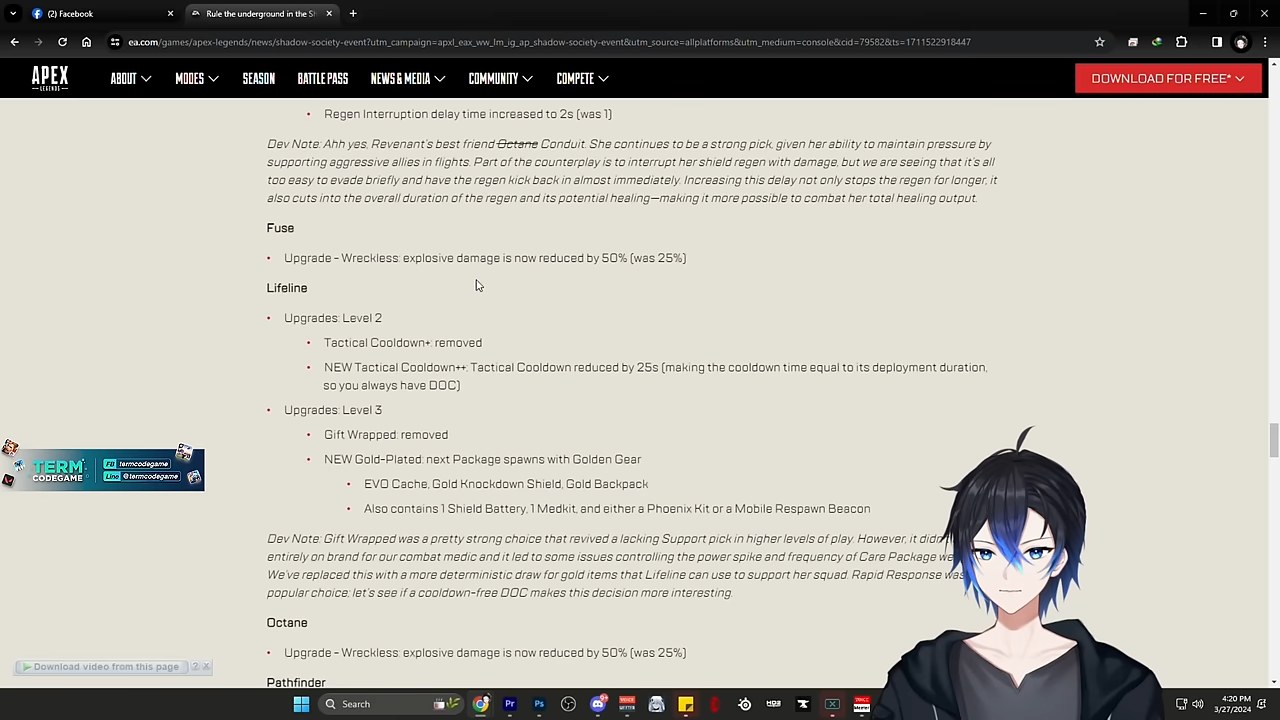 (2) Facebook
Rule the underground in the Sh
ea.com/games/apex-legends/news/shadow-society-event?utm_campaign=apxl_eax_ww_lm_ig_ap_shadow-society-event&utm_source=allplatforms&utm_medium=console&cid=79582&ts=1711522918447
APEX
LEGENDS
ABOUT
MODES
SEASON
BATTLE PASS
NEWS & MEDIA
COMMUNITY
COMPETE
DOWNLOAD FOR FREE*
• Regen Interruption delay time increased to 2s (was 1)
Dev Note: Ahh yes, Revenant's best friend Octane Conduit. She continues to be a strong pick, given her ability to maintain pressure by
supporting aggressive allies in flights. Part of the counterplay is to interrupt her shield regen with damage, but we are seeing that it's all
too easy to evade briefly and have the regen kick back in almost immediately. Increasing this delay not only stops the regen for longer, it
also cuts into the overall duration of the regen and its potential healing—making it more possible to combat her total healing output.
Fuse
• Upgrade - Wreckless: explosive damage is now reduced by 50% (was 25%)
Lifeline
• Upgrades: Level 2
• Tactical Cooldown+: removed
• NEW Tactical Cooldown++: Tactical Cooldown reduced by 25s (making the cooldown time equal to its deployment duration,
so you always have DOC)
• Upgrades: Level 3
• Gift Wrapped: removed
• NEW Gold-Plated: next Package spawns with Golden Gear
• EVO Cache, Gold Knockdown Shield, Gold Backpack
• Also contains 1 Shield Battery, 1 Medkit, and either a Phoenix Kit or a Mobile Respawn Beacon
Dev Note: Gift Wrapped was a pretty strong choice that revived a lacking Support pick in higher levels of play. However, it didn
entirely on brand for our combat medic and it led to some issues controlling the power spike and frequency of Care Package we
We've replaced this with a more deterministic draw for gold items that Lifeline can use to support her squad. Rapid Response was
popular choice; let's see if a cooldown-free DOC makes this decision more interesting.
Octane
• Upgrade - Wreckless: explosive damage is now reduced by 50% (was 25%)
Pathfinder
TERM
CODEGAME
FB termcodegame
Line @termcodegame
Download video from this page
? x
Search
4:20 PM
3/27/2024